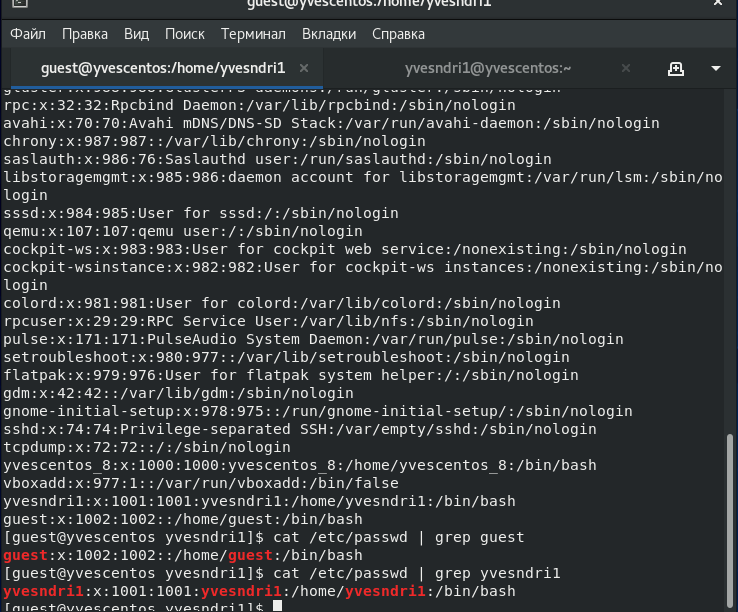 guest@yvescentos:/home/yvesndri1
Файл Правка Вид Поиск Терминал Вкладки Справка
guest@yvescentos:/home/yvesndri1 × yvesndri1@yvescentos:~ ×
rpc:x:32:32:Rpcbind Daemon:/var/lib/rpcbind:/sbin/nologin
avahi:x:70:70:Avahi mDNS/DNS-SD Stack:/var/run/avahi-daemon:/sbin/nologin
chrony:x:987:987::/var/lib/chrony:/sbin/nologin
saslauth:x:986:76:Saslauthd user:/run/saslauthd:/sbin/nologin
libstoragemgmt:x:985:986:daemon account for libstoragemgmt:/var/run/lsm:/sbin/no
login
sssd:x:984:985:User for sssd:/:/sbin/nologin
qemu:x:107:107:qemu user:/:/sbin/nologin
cockpit-ws:x:983:983:User for cockpit web service:/nonexisting:/sbin/nologin
cockpit-wsinstance:x:982:982:User for cockpit-ws instances:/nonexisting:/sbin/no
login
colord:x:981:981:User for colord:/var/lib/colord:/sbin/nologin
rpcuser:x:29:29:RPC Service User:/var/lib/nfs:/sbin/nologin
pulse:x:171:171:PulseAudio System Daemon:/var/run/pulse:/sbin/nologin
setroubleshoot:x:980:977::/var/lib/setroubleshoot:/sbin/nologin
flatpak:x:979:976:User for flatpak system helper:/:/sbin/nologin
gdm:x:42:42::/var/lib/gdm:/sbin/nologin
gnome-initial-setup:x:978:975::/run/gnome-initial-setup/:/sbin/nologin
sshd:x:74:74:Privilege-separated SSH:/var/empty/sshd:/sbin/nologin
tcpdump:x:72:72::/:/sbin/nologin
yvescentos_8:x:1000:1000:yvescentos_8:/home/yvescentos_8:/bin/bash
vboxadd:x:977:1::/var/run/vboxadd:/bin/false
yvesndri1:x:1001:1001:yvesndri1:/home/yvesndri1:/bin/bash
guest:x:1002:1002::/home/guest:/bin/bash
[guest@yvescentos yvesndri1]$ cat /etc/passwd | grep guest
guest:x:1002:1002::/home/guest:/bin/bash
[guest@yvescentos yvesndri1]$ cat /etc/passwd | grep yvesndri1
yvesndri1:x:1001:1001:yvesndri1:/home/yvesndri1:/bin/bash
[guest@yvescentos yvesndri1]$